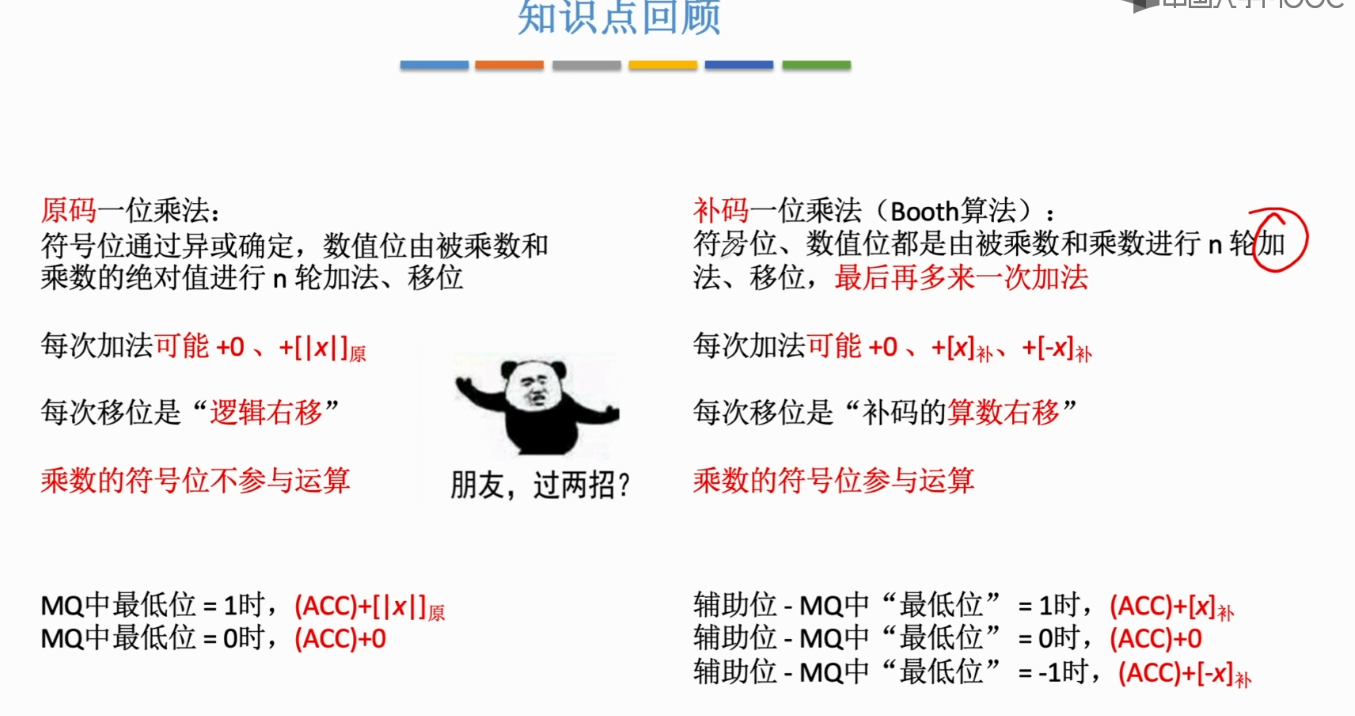 知识点回顾
中国大学MOOC
原码一位乘法：
符号位通过异或确定，数值位由被乘数和
乘数的绝对值进行 n 轮加法、移位
每次加法可能 +0 、+[|x|]原
每次移位是“逻辑右移”
乘数的符号位不参与运算
MQ中最低位 = 1时，(ACC)+[|x|]原
MQ中最低位 = 0时，(ACC)+0
朋友，过两招？
补码一位乘法（Booth算法）：
符号位、数值位都是由被乘数和乘数进行 n 轮加
法、移位，最后再多来一次加法
每次加法可能 +0 、+[x]补、+[-x]补
每次移位是“补码的算数右移”
乘数的符号位参与运算
辅助位 - MQ中“最低位” = 1时，(ACC)+[x]补
辅助位 - MQ中“最低位” = 0时，(ACC)+0
辅助位 - MQ中“最低位” = -1时，(ACC)+[-x]补